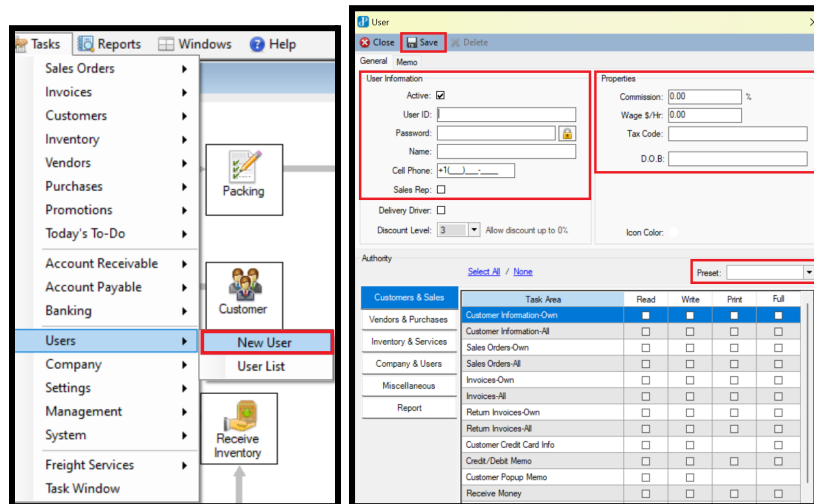 Tasks Reports Windows Help
Sales Orders
Invoices
Customers
Inventory
Vendors
Purchases
Promotions
Today's To-Do
Account Receivable
Account Payable
Banking
Users
Company
Settings
Management
System
Freight Services
Task Window
New User
User List
Packing
Customer
Receive
Inventory
User
Close Save Delete
General Memo
User Information
Active:
User ID:
Password:
Name:
Cell Phone: +1(___)___-____
Sales Rep:
Delivery Driver:
Discount Level: 3 Allow discount up to 0%
Properties
Commission: 0.00 %
Wage $/Hr: 0.00
Tax Code:
D.O.B:
Icon Color:
Authority
Select All / None
Preset:
Customers & Sales
Vendors & Purchases
Inventory & Services
Company & Users
Miscellaneous
Report
Task Area Read Write Print Full
Customer Information-Own
Customer Information-All
Sales Orders-Own
Sales Orders-All
Invoices-Own
Invoices-All
Return Invoices-Own
Return Invoices-All
Customer Credit Card Info
Credit/Debit Memo
Customer Popup Memo
Receive Money